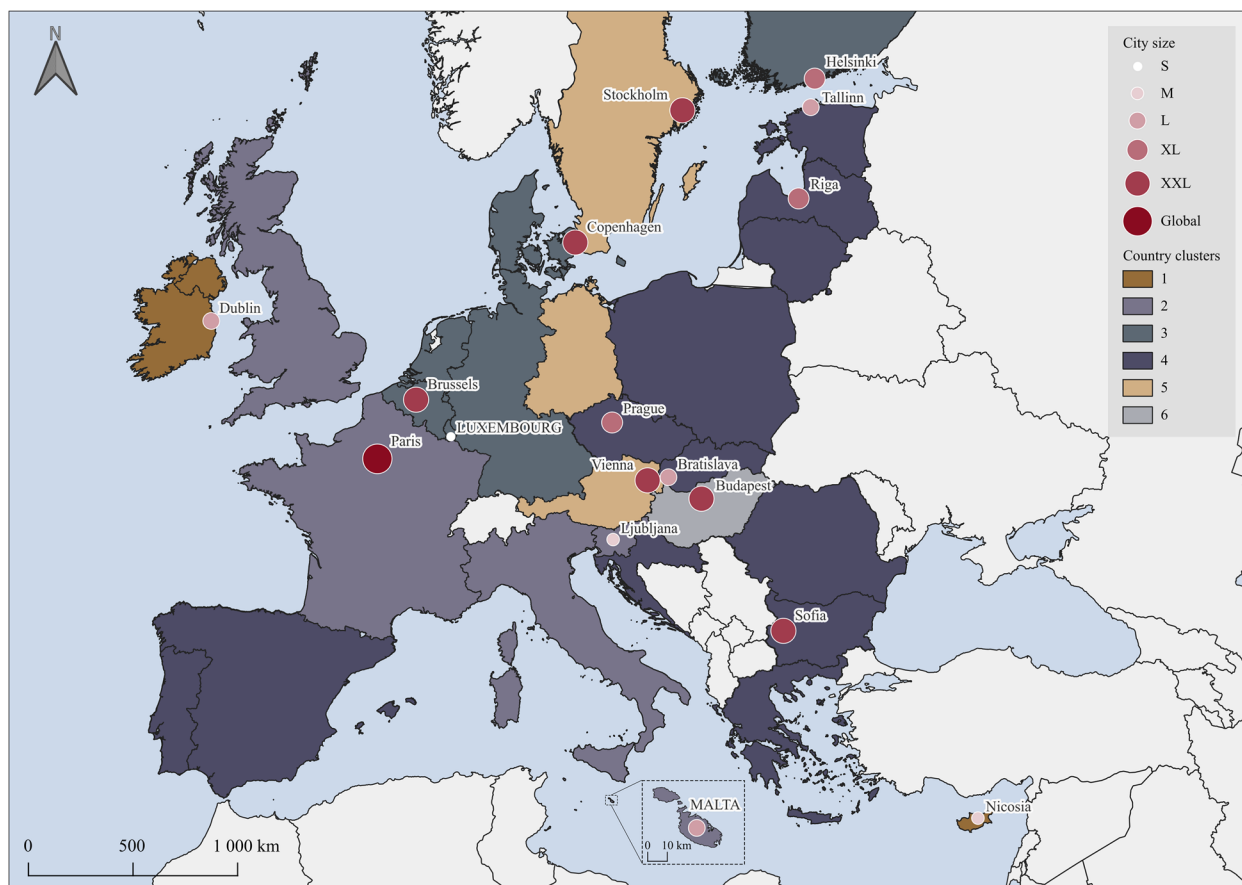 N
Helsinki
Stockholm
Tallinn
Riga
Copenhagen
Dublin
Brussels
Prague
LUXEMBOURG
Paris
Vienna
Bratislava
Budapest
Ljubljana
Sofia
MALTA
Nicosia
0 10 km
0 500 1 000 km
City size
S
M
L
XL
XXL
Global
Country clusters
1
2
3
4
5
6